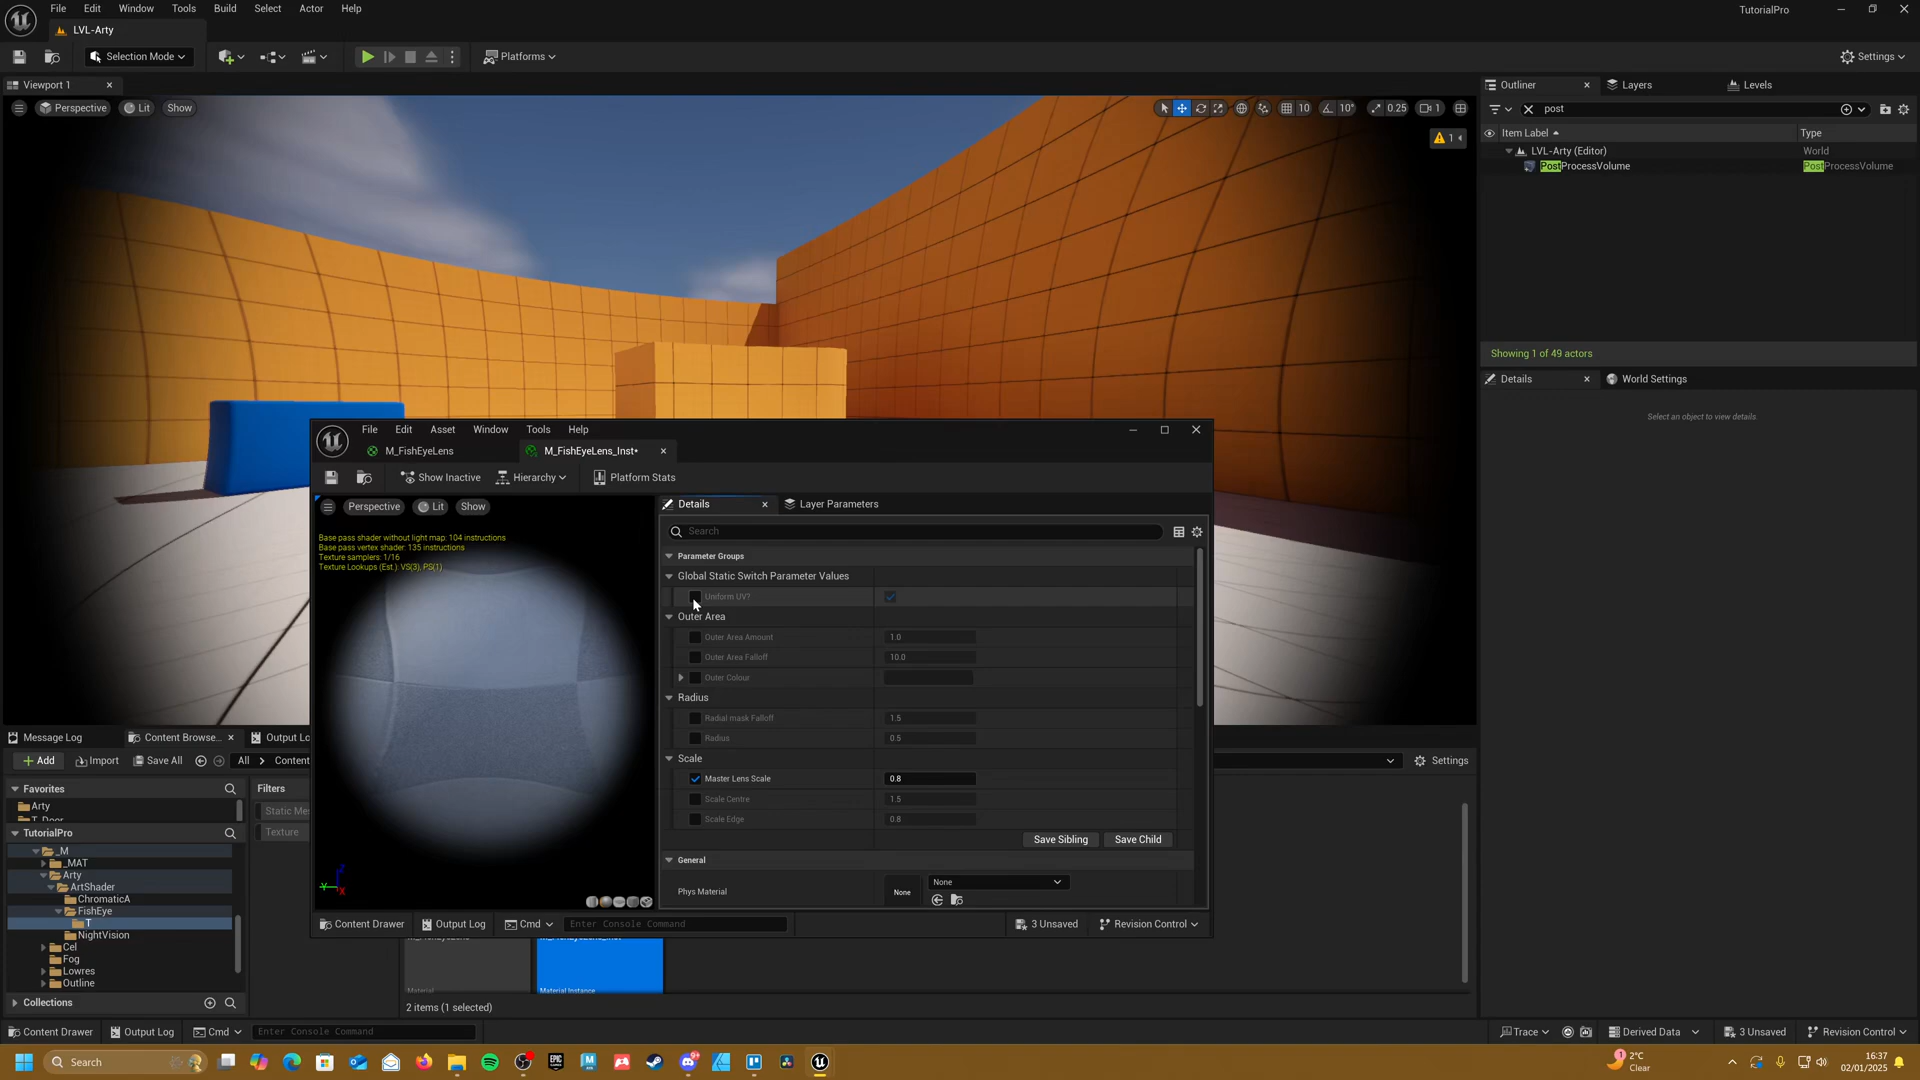 File Edit Window Tools Build Select Actor Help
TutorialPro
LVL-Arty
Selection Mode
Platforms
Settings
Viewport 1
Perspective Lit Show
10 10° 0.25 1
1
Outliner Layers Levels
post
Item Label Type
LVL-Arty (Editor) World
PostProcessVolume PostProcessVolume
Showing 1 of 49 actors
Details World Settings
Select an object to view details.
File Edit Asset Window Tools Help
M_FishEyeLens M_FishEyeLens_Inst*
Show Inactive Hierarchy Platform Stats
Perspective Lit Show
Base pass shader without light map: 104 instructions
Base pass vertex shader: 135 instructions
Texture samplers: 1/16
Texture Lookups (Est.): VS(3), PS(1)
Details Layer Parameters
Search
Parameter Groups
Global Static Switch Parameter Values
Uniform UV?
Outer Area
Outer Area Amount 1.0
Outer Area Falloff 10.0
Outer Colour
Radius
Radial mask Falloff 1.5
Radius 0.5
Scale
Master Lens Scale 0.8
Scale Centre 1.5
Scale Edge 0.8
Save Sibling Save Child
General
Phys Material None None
Content Drawer Output Log Cmd Enter Console Command 3 Unsaved Revision Control
Message Log Content Browse... Output Lo
Add Import Save All All Content
Settings
Favorites
Arty
TutorialPro
_M
_MAT
Arty
ArtShader
ChromaticA
FishEye
T
NightVision
Cel
Fog
Lowres
Outline
Collections
Filters
Static Me
Texture
Material Material Instance
2 items (1 selected)
Content Drawer Output Log Cmd Enter Console Command
Trace Derived Data 3 Unsaved Revision Control
Search
1 2°C
Clear
16:37
02/01/2025